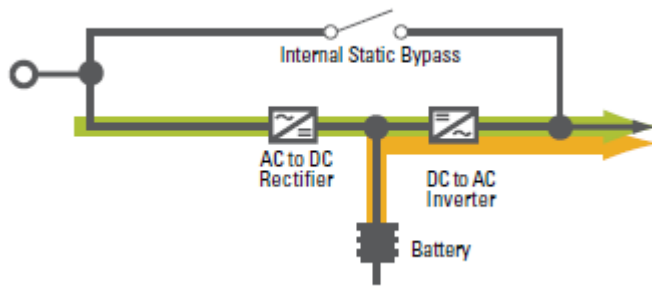 Internal Static Bypass
AC to DC
Rectifier
DC to AC
Inverter
Battery